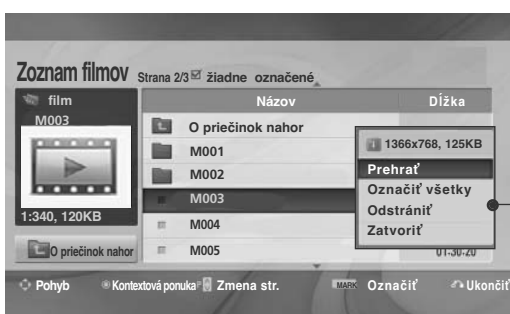 Zoznam filmov Strana 2/3 žiadne označené
film
M003
1:340, 120KB
O priečinok nahor
Názov Dĺžka
O priečinok nahor
M001
M002
M003
M004
M005 01:30:20
1366x768, 125KB
Prehrať
Označiť všetky
Odstrániť
Zatvoriť
Pohyb Kontextová ponuka P Zmena str. MARK Označiť Ukončiť